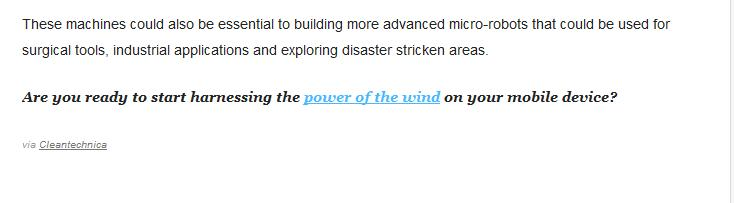 These machines could also be essential to building more advanced micro-robots that could be used for
surgical tools, industrial applications and exploring disaster stricken areas.
Are you ready to start harnessing the power of the wind on your mobile device?
via Cleantechnica